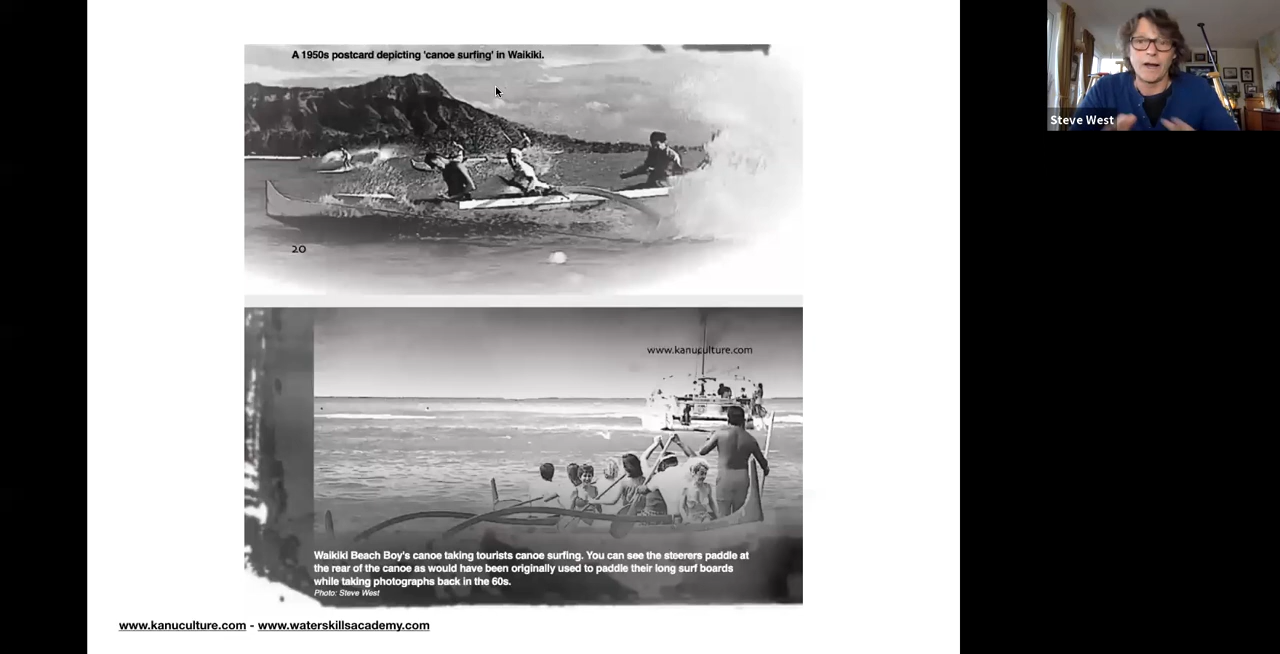 A 1950s postcard depicting 'canoe surfing' in Waikiki.
Steve West
20
www.kanuculture.com
Waikiki Beach Boy's canoe taking tourists canoe surfing. You can see the steerers paddle at
the rear of the canoe as would have been originally used to paddle their long surf boards
while taking photographs back in the 60s.
Photo: Steve West
www.kanuculture.com - www.waterskillsacademy.com